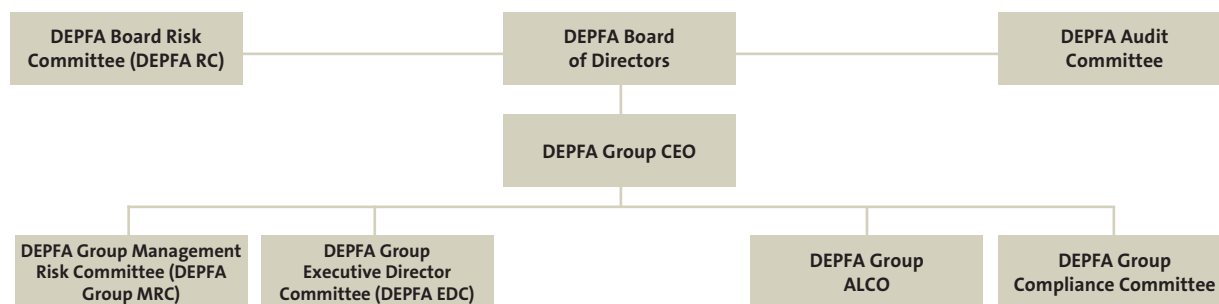 DEPFA Board Risk
Committee (DEPFA RC)
DEPFA Board
of Directors
DEPFA Audit
Committee
DEPFA Group CEO
DEPFA Group Management
Risk Committee (DEPFA
Group MRC)
DEPFA Group
Executive Director
Committee (DEPFA EDC)
DEPFA Group
ALCO
DEPFA Group
Compliance Committee